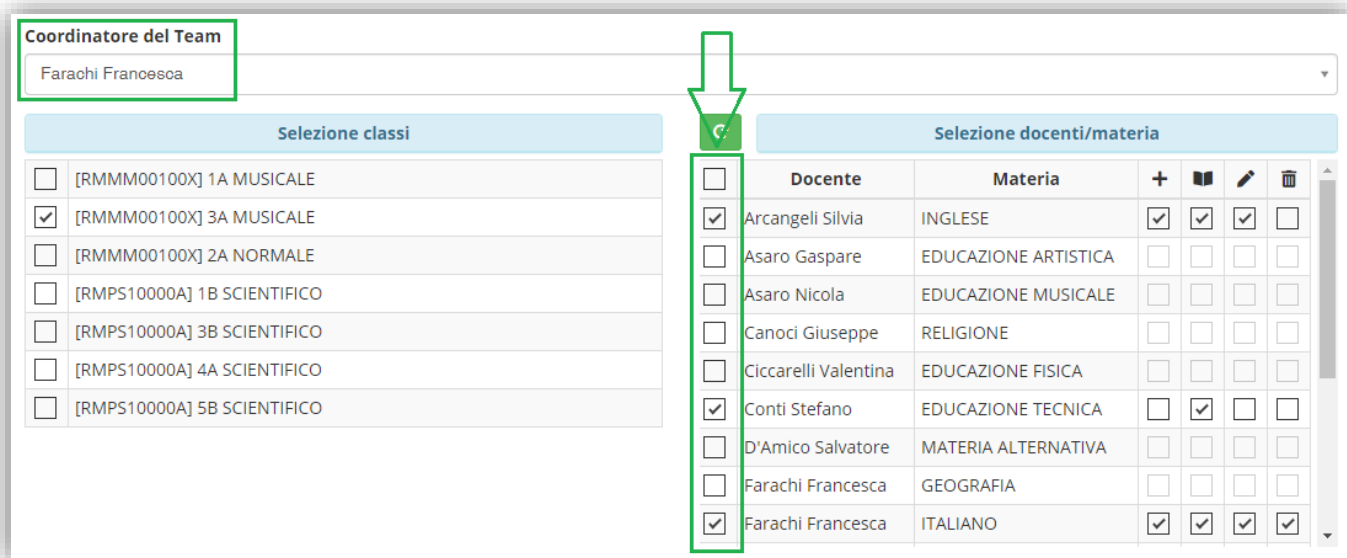 Coordinatore del Team
Farachi Francesca
Selezione classi
[RMMM00100X] 1A MUSICALE
[RMMM00100X] 3A MUSICALE
[RMMM00100X] 2A NORMALE
[RMPS10000A] 1B SCIENTIFICO
[RMPS10000A] 3B SCIENTIFICO
[RMPS10000A] 4A SCIENTIFICO
[RMPS10000A] 5B SCIENTIFICO
Selezione docenti/materia
Docente Materia
Arcangeli Silvia INGLESE
Asaro Gaspare EDUCAZIONE ARTISTICA
Asaro Nicola EDUCAZIONE MUSICALE
Canoci Giuseppe RELIGIONE
Ciccarelli Valentina EDUCAZIONE FISICA
Conti Stefano EDUCAZIONE TECNICA
D'Amico Salvatore MATERIA ALTERNATIVA
Farachi Francesca GEOGRAFIA
Farachi Francesca ITALIANO